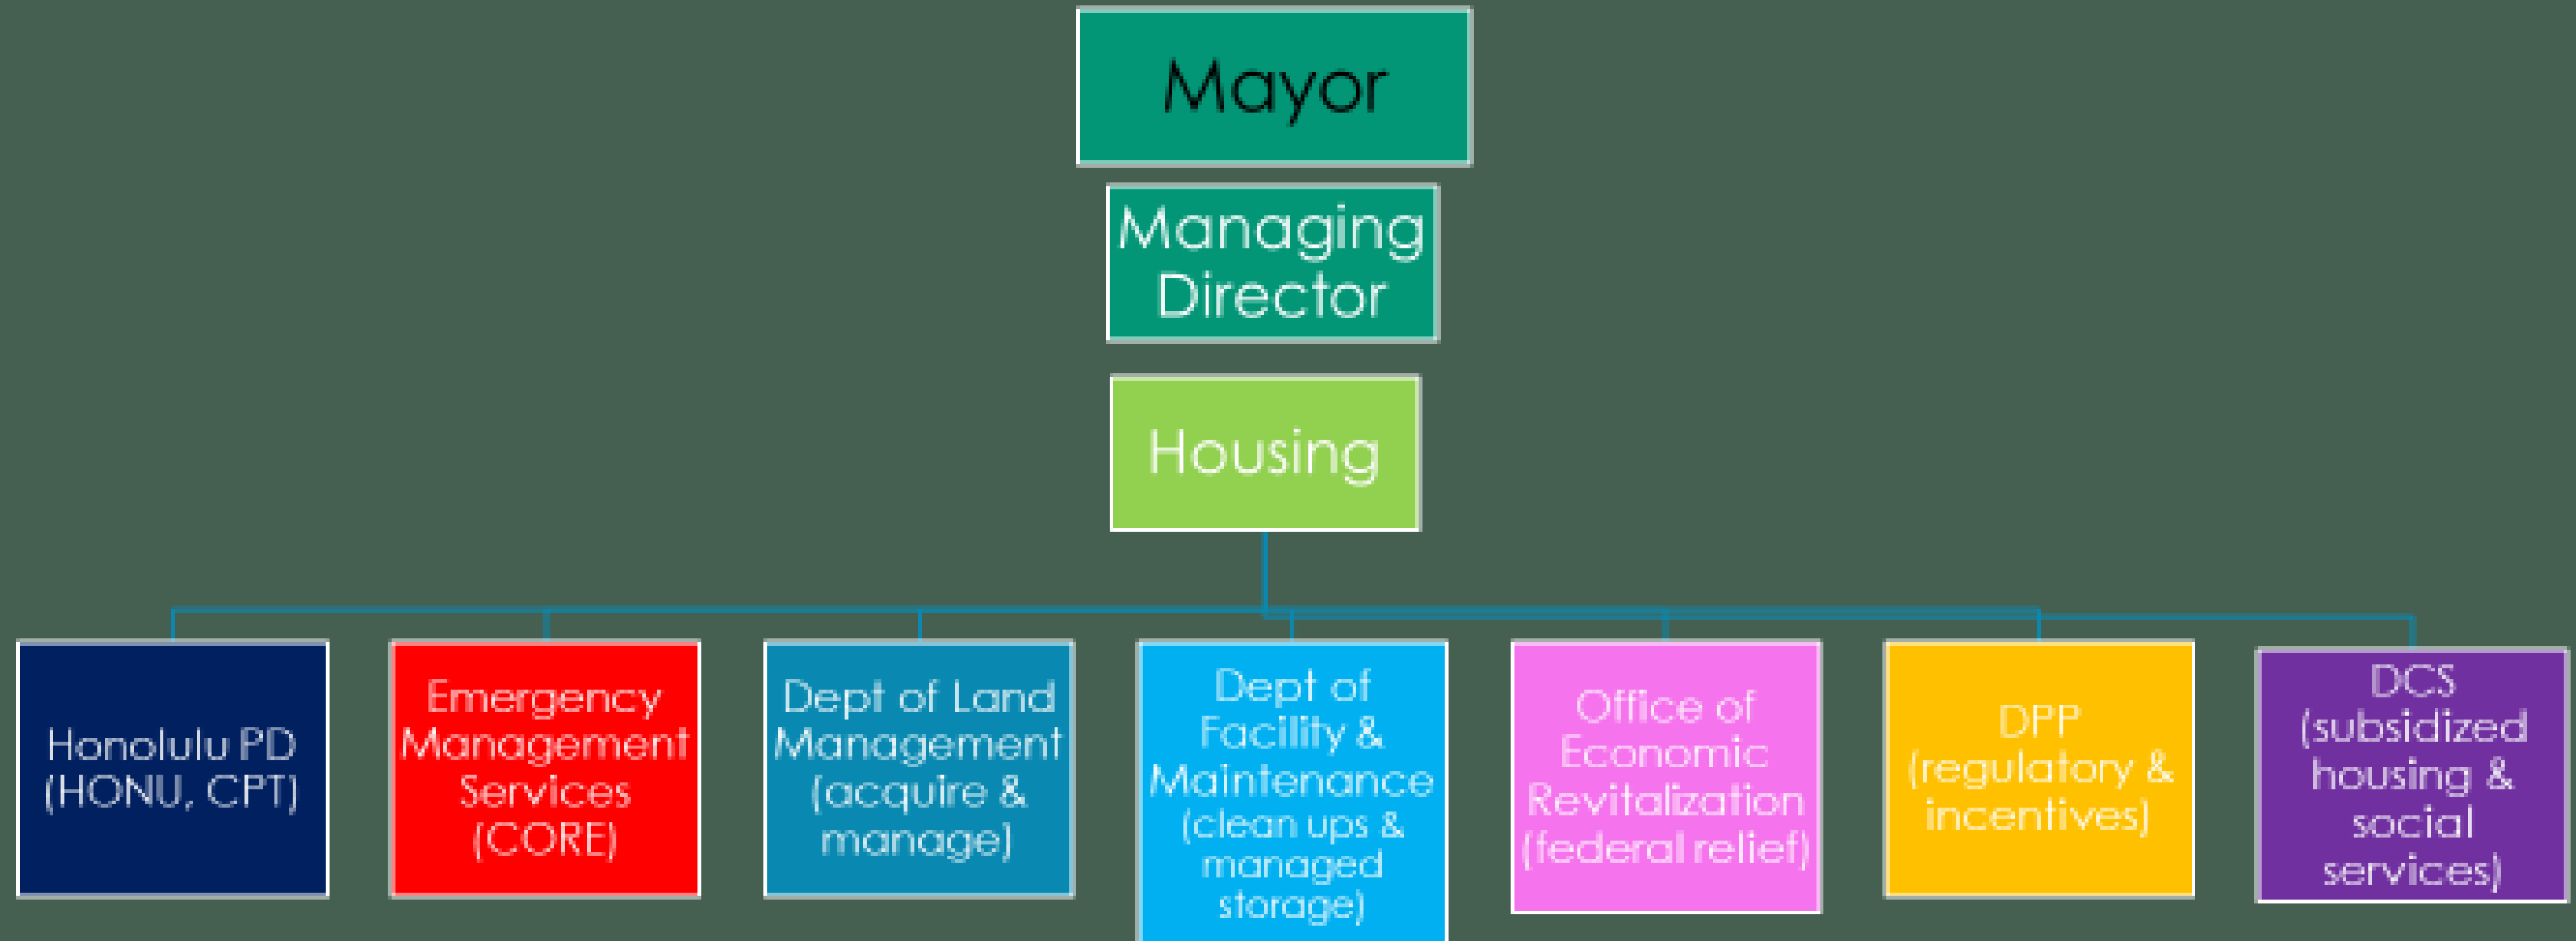 Mayor
Managing
Director
Housing
Honolulu PD
(HONU, CPT)
Emergency
Management
Services
(CORE)
Dept of Land
Management
(acquire &
manage)
Dept of
Facility &
Maintenance
(clean ups &
managed
storage)
Office of
Economic
Revitalization
(federal relief)
DPP
(regulatory &
incentives)
DCS
(subsidized
housing &
social
services)